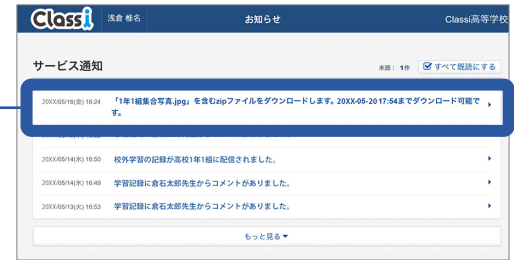 Classi 浅倉 椎名 お知らせ Classi高等学校
サービス通知
未読： 1件 すべて既読にする
20XX/05/16(金) 16:24 「1年1組集合写真.jpg」を含むzipファイルをダウンロードします。20XX-05-20 17:54までダウンロード可能で
す。
20XX/05/14(水) 16:50 校外学習の記録が高校1年1組に配信されました。
20XX/05/14(水) 16:49 学習記録に倉石太郎先生からコメントがありました。
20XX/05/13(火) 16:53 学習記録に倉石太郎先生からコメントがありました。
もっと見る